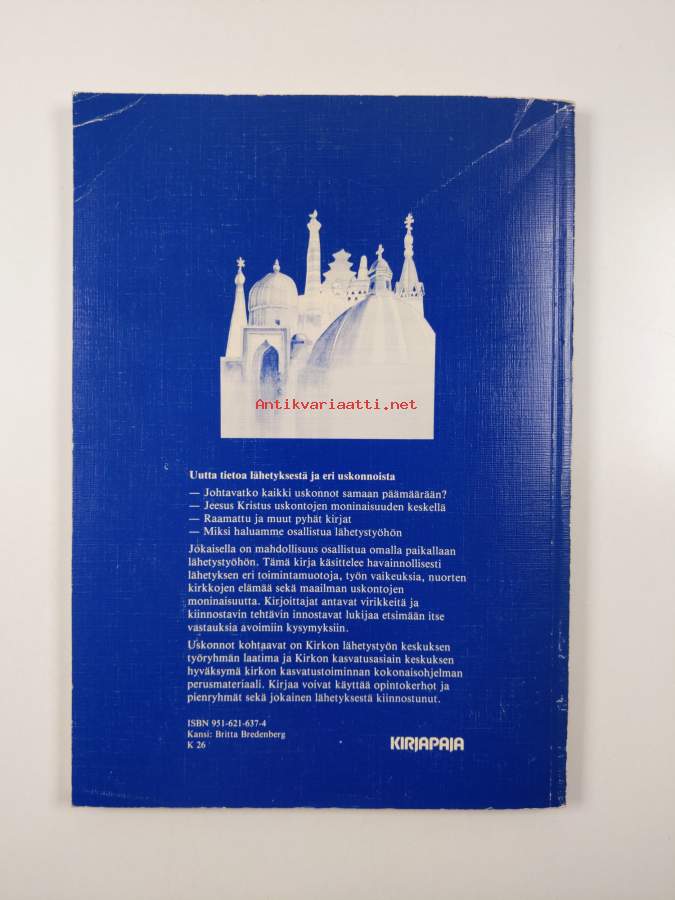 Antikvariaatti.net
Uutta tietoa lähetyksestä ja eri uskonnoista
— Johtavatko kaikki uskonnot samaan päämäärään?
— Jeesus Kristus uskontojen moninaisuuden keskellä
— Raamattu ja muut pyhät kirjat
— Miksi haluamme osallistua lähetystyöhön
Jokaisella on mahdollisuus osallistua omalla paikallaan
lähetystyöhön. Tämä kirja käsittelee havainnollisesti
lähetyksen eri toimintamuotoja, työn vaikeuksia, nuorten
kirkkojen elämää sekä maailman uskontojen
moninaisuutta. Kirjoittajat antavat virikkeitä ja
kiinnostavin tehtävin innostavat lukijaa etsimään itse
vastauksia avoimiin kysymyksiin.
Uskonnot kohtaavat on Kirkon lähetystyön keskuksen
työryhmän laatima ja Kirkon kasvatusasiain keskuksen
hyväksymä kirkon kasvatustoiminnan kokonaisohjelman
perusmateriaali. Kirjaa voivat käyttää opintokerhot ja
pienryhmät sekä jokainen lähetyksestä kiinnostunut.
ISBN 951-621-637-4
Kansi: Britta Bredenberg
K 26
KIRJAPAJA